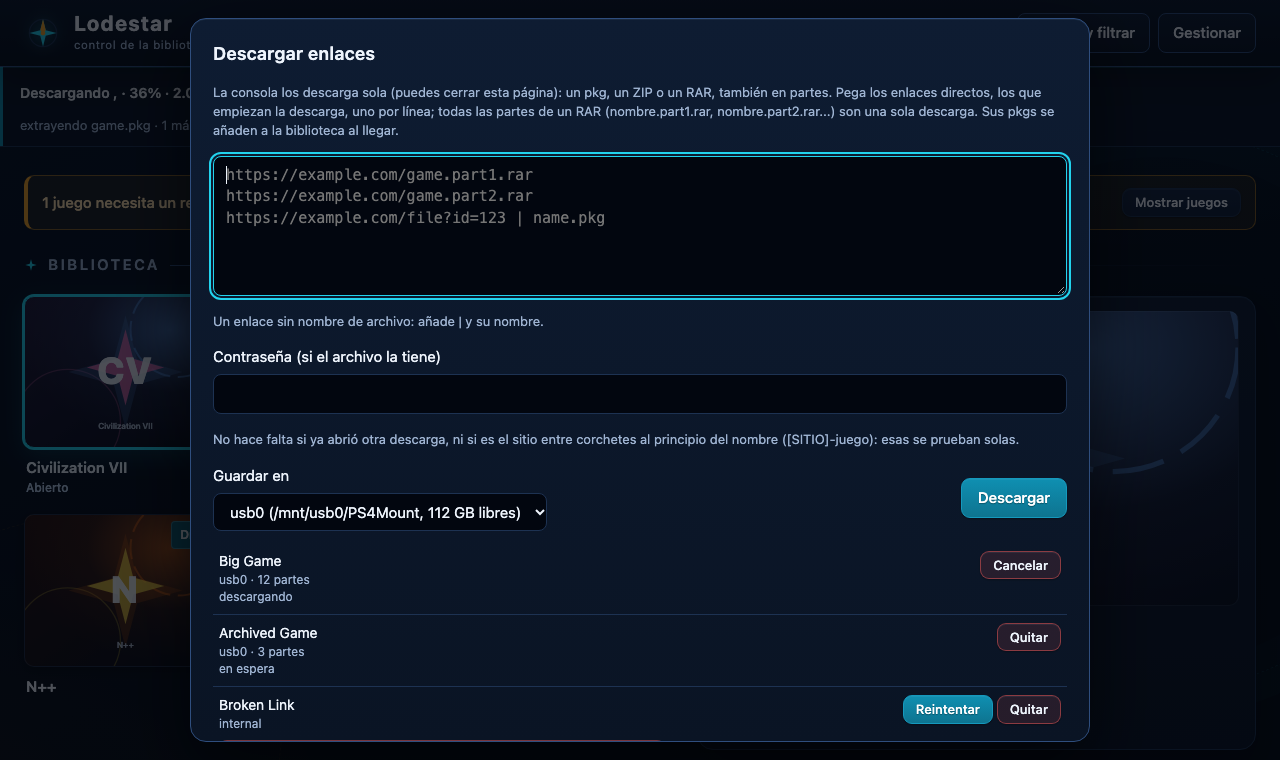 Lodestar
control de la bibliot
y filtrar
Gestionar
Descargando , · 36% · 2.0
extrayendo game.pkg · 1 má
1 juego necesita un re
Mostrar juegos
BIBLIOTECA
CV
Civilization VII
Civilization VII
Abierto
D
N
N++
N++
Descargar enlaces
La consola los descarga sola (puedes cerrar esta página): un pkg, un ZIP o un RAR, también en partes. Pega los enlaces directos, los que
empiezan la descarga, uno por línea; todas las partes de un RAR (nombre.part1.rar, nombre.part2.rar...) son una sola descarga. Sus pkgs se
añaden a la biblioteca al llegar.
https://example.com/game.part1.rar
https://example.com/game.part2.rar
https://example.com/file?id=123 | name.pkg
Un enlace sin nombre de archivo: añade | y su nombre.
Contraseña (si el archivo la tiene)
No hace falta si ya abrió otra descarga, ni si es el sitio entre corchetes al principio del nombre ([SITIO]-juego): esas se prueban solas.
Guardar en
usb0 (/mnt/usb0/PS4Mount, 112 GB libres)
Descargar
Big Game
usb0 · 12 partes
descargando
Cancelar
Archived Game
usb0 · 3 partes
en espera
Quitar
Broken Link
internal
Reintentar
Quitar